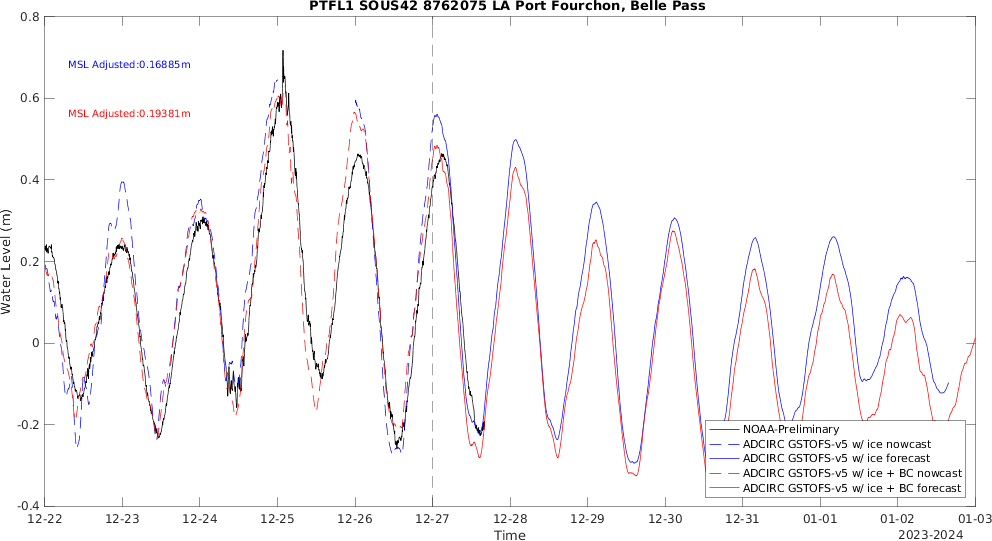 PTFL1 SOUS42 8762075 LA Port Fourchon, Belle Pass
0.8
0.6
0.4
0.2
0
-0.2
-0.4
Water Level (m)
MSL Adjusted:0.16885m
MSL Adjusted:0.19381m
NOAA-Preliminary
ADCIRC GSTOFS-v5 w/ ice nowcast
ADCIRC GSTOFS-v5 w/ ice forecast
ADCIRC GSTOFS-v5 w/ ice + BC nowcast
ADCIRC GSTOFS-v5 w/ ice + BC forecast
12-22 12-23 12-24 12-25 12-26 12-27 12-28 12-29 12-30 12-31 01-01 01-02 01-03
Time
2023-2024